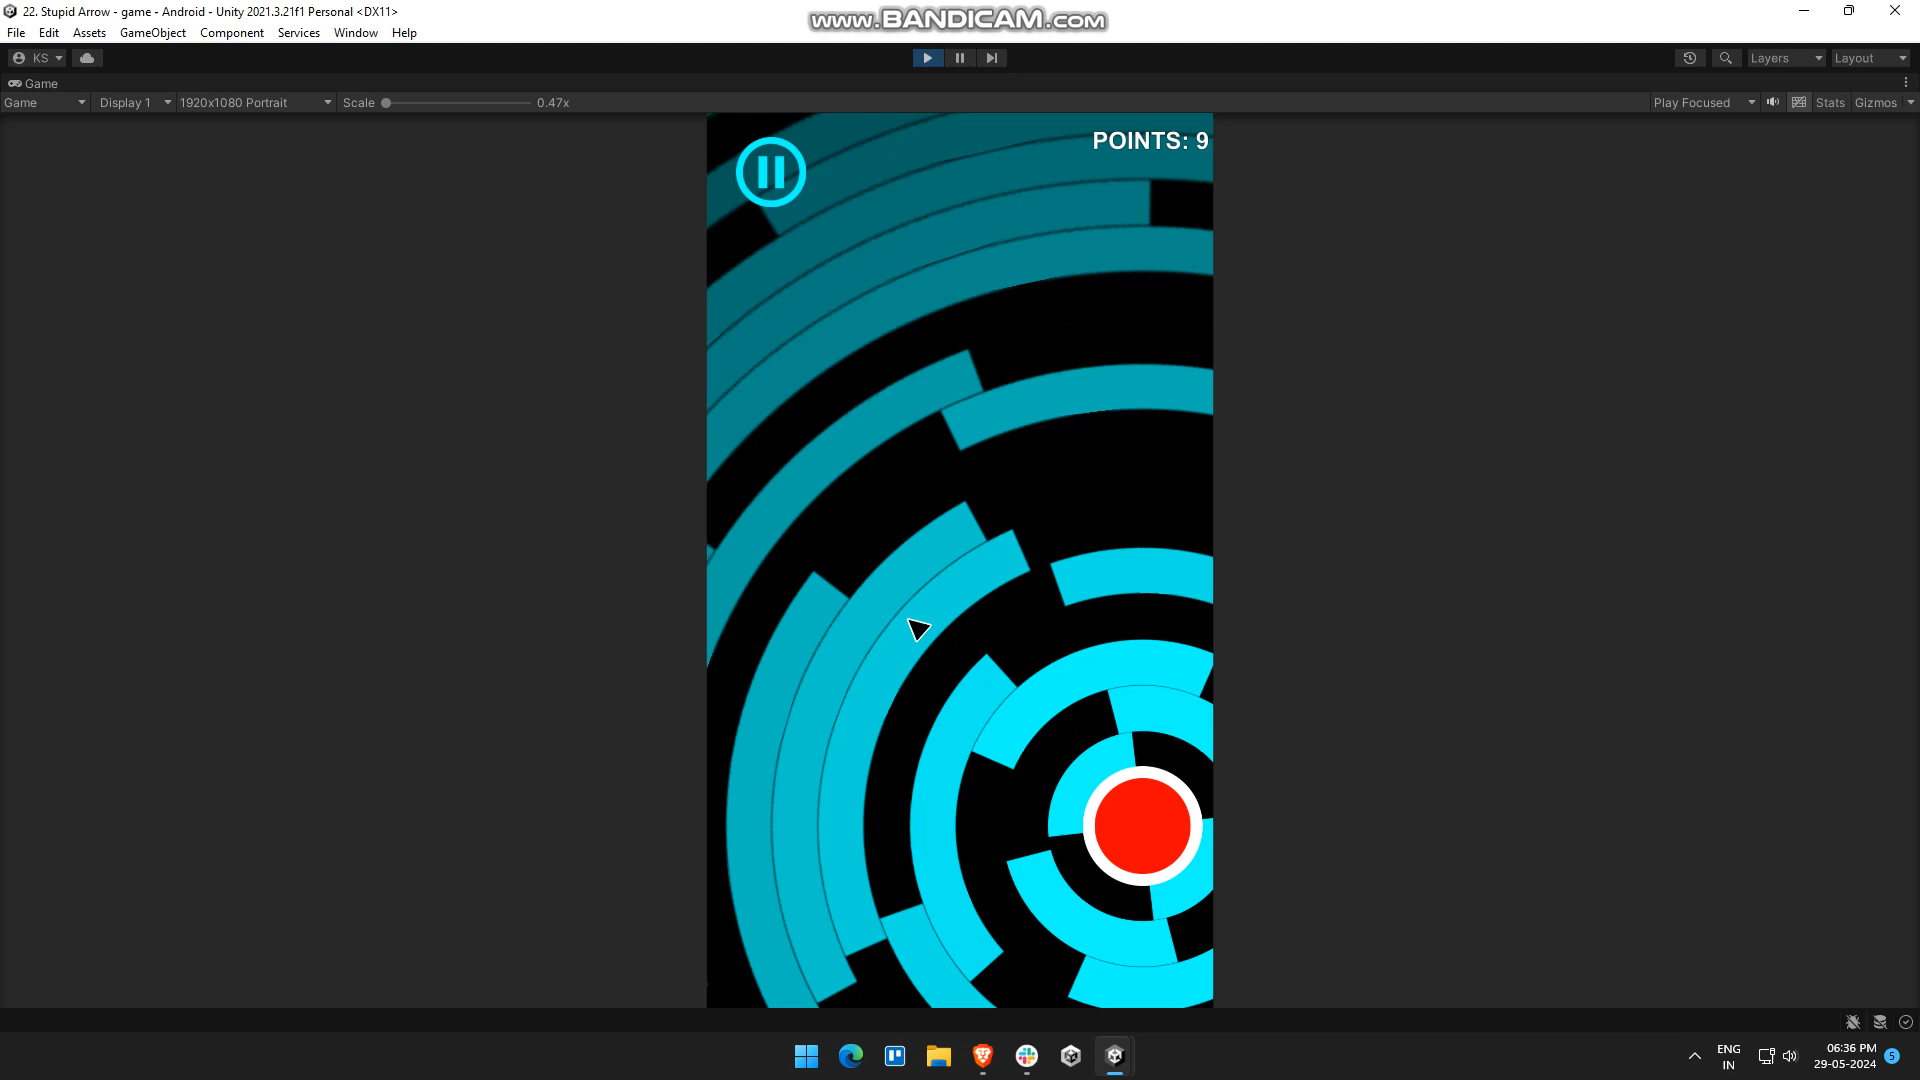 22. Stupid Arrow - game - Android - Unity 2021.3.21f1 Personal <DX11>
www.BANDICAM.com
File Edit Assets GameObject Component Services Window Help
KS
Layers Layout
Game
Game Display 1 1920x1080 Portrait Scale 0.47x Play Focused Stats Gizmos
POINTS: 9
ENG
IN
06:36 PM
29-05-2024
5